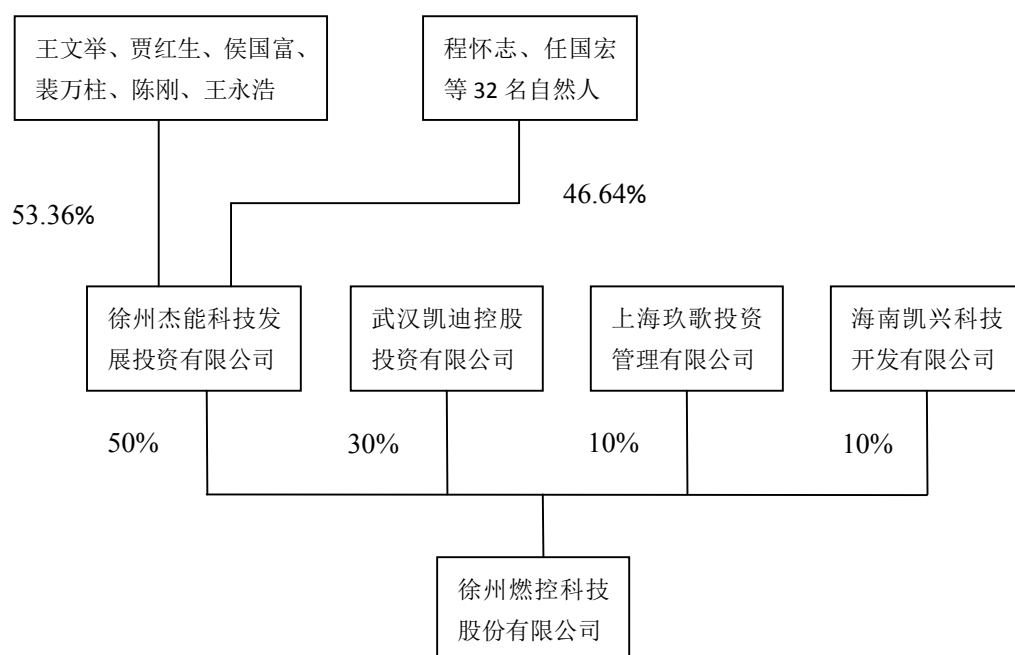 王文举、贾红生、侯国富、
裴万柱、陈刚、王永浩
程怀志、任国宏
等 32 名自然人
53.36%
46.64%
徐州杰能科技发
展投资有限公司
武汉凯迪控股
投资有限公司
上海玖歌投资
管理有限公司
海南凯兴科技
开发有限公司
50%
30%
10%
10%
徐州燃控科技
股份有限公司